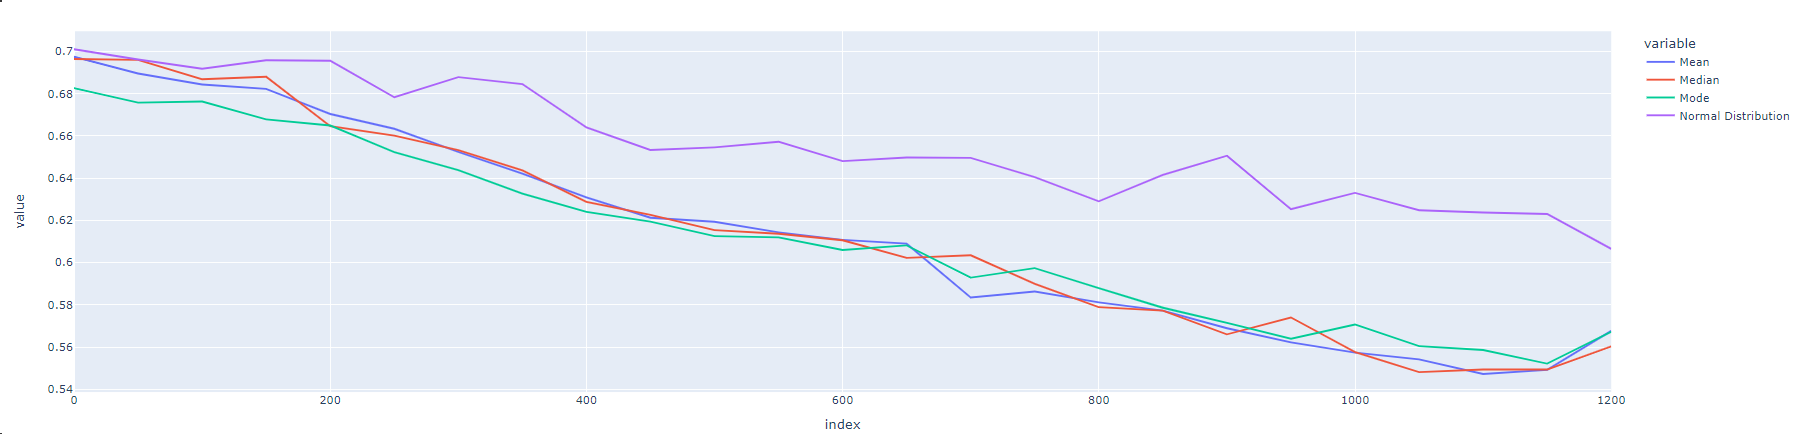 variable
Mean
Median
Mode
Normal Distribution
value
0.7
0.68
0.66
0.64
0.62
0.6
0.58
0.56
0.54
0 200 400 600 800 1000 1200
index